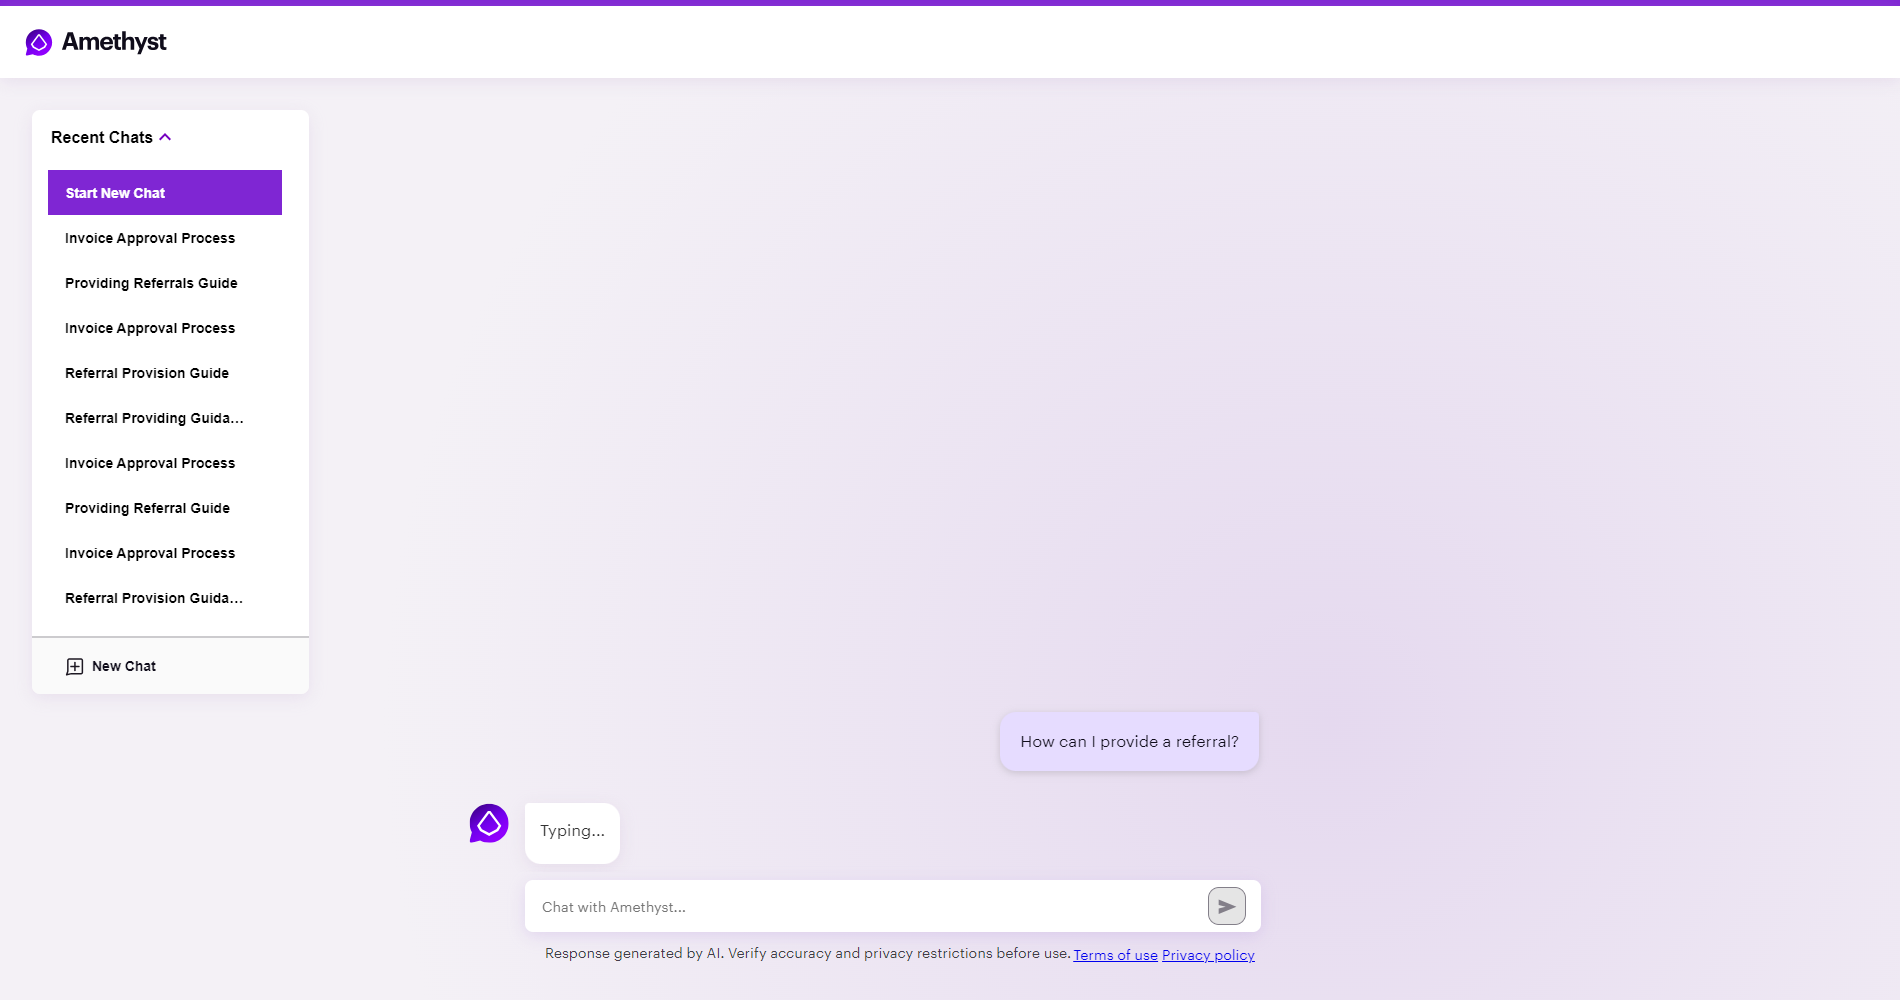 Amethyst
Recent Chats
Start New Chat
Invoice Approval Process
Providing Referrals Guide
Invoice Approval Process
Referral Provision Guide
Referral Providing Guida...
Invoice Approval Process
Providing Referral Guide
Invoice Approval Process
Referral Provision Guida...
New Chat
How can I provide a referral?
Typing...
Chat with Amethyst...
Response generated by AI. Verify accuracy and privacy restrictions before use. Terms of use Privacy policy